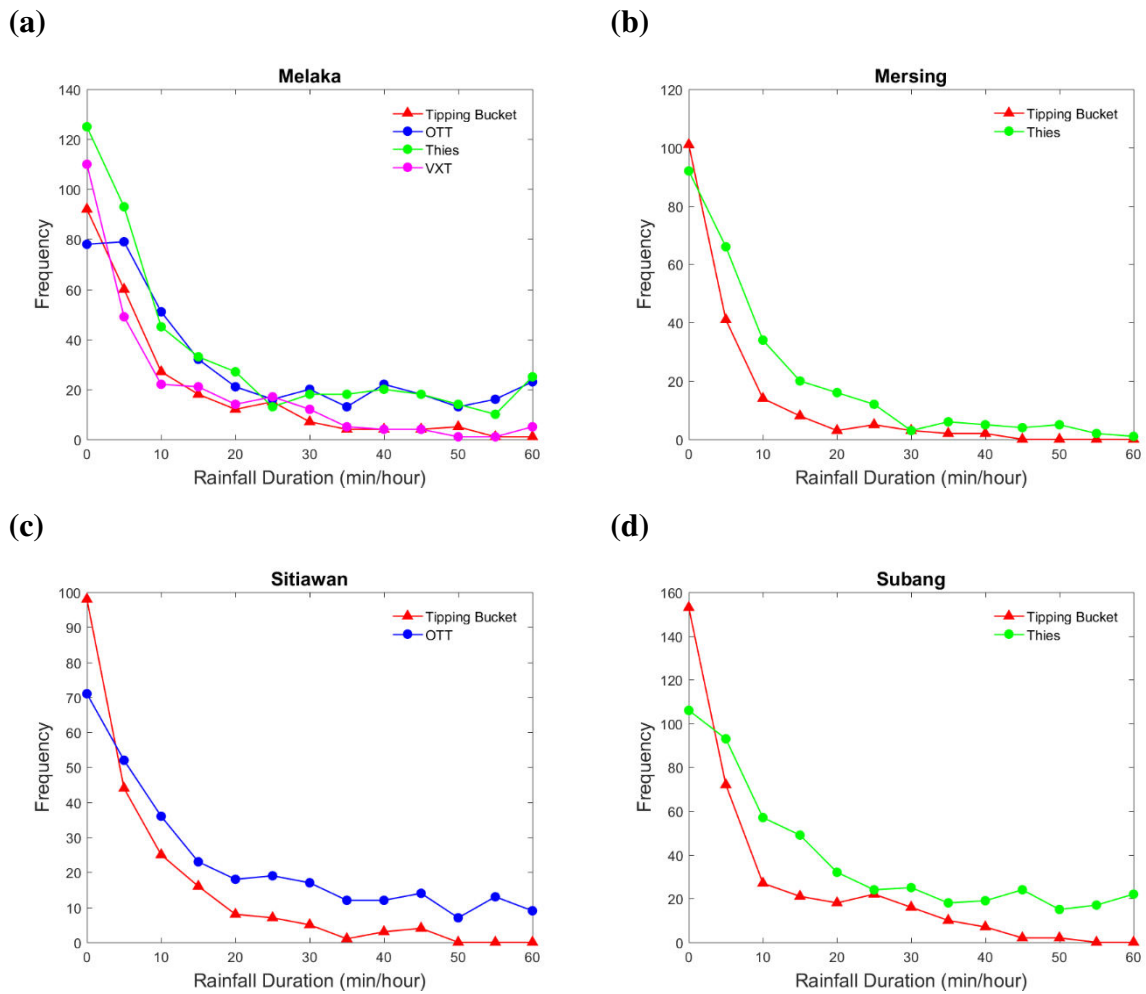 (a)
Melaka
140
120
100
80
60
40
20
0
Frequency
0 10 20 30 40 50 60
Rainfall Duration (min/hour)
Tipping Bucket
OTT
Thies
VXT
(b)
Mersing
120
100
80
60
40
20
0
Frequency
0 10 20 30 40 50 60
Rainfall Duration (min/hour)
Tipping Bucket
Thies
(c)
Sitiawan
100
90
80
70
60
50
40
30
20
10
0
Frequency
0 10 20 30 40 50 60
Rainfall Duration (min/hour)
Tipping Bucket
OTT
(d)
Subang
160
140
120
100
80
60
40
20
0
Frequency
0 10 20 30 40 50 60
Rainfall Duration (min/hour)
Tipping Bucket
Thies